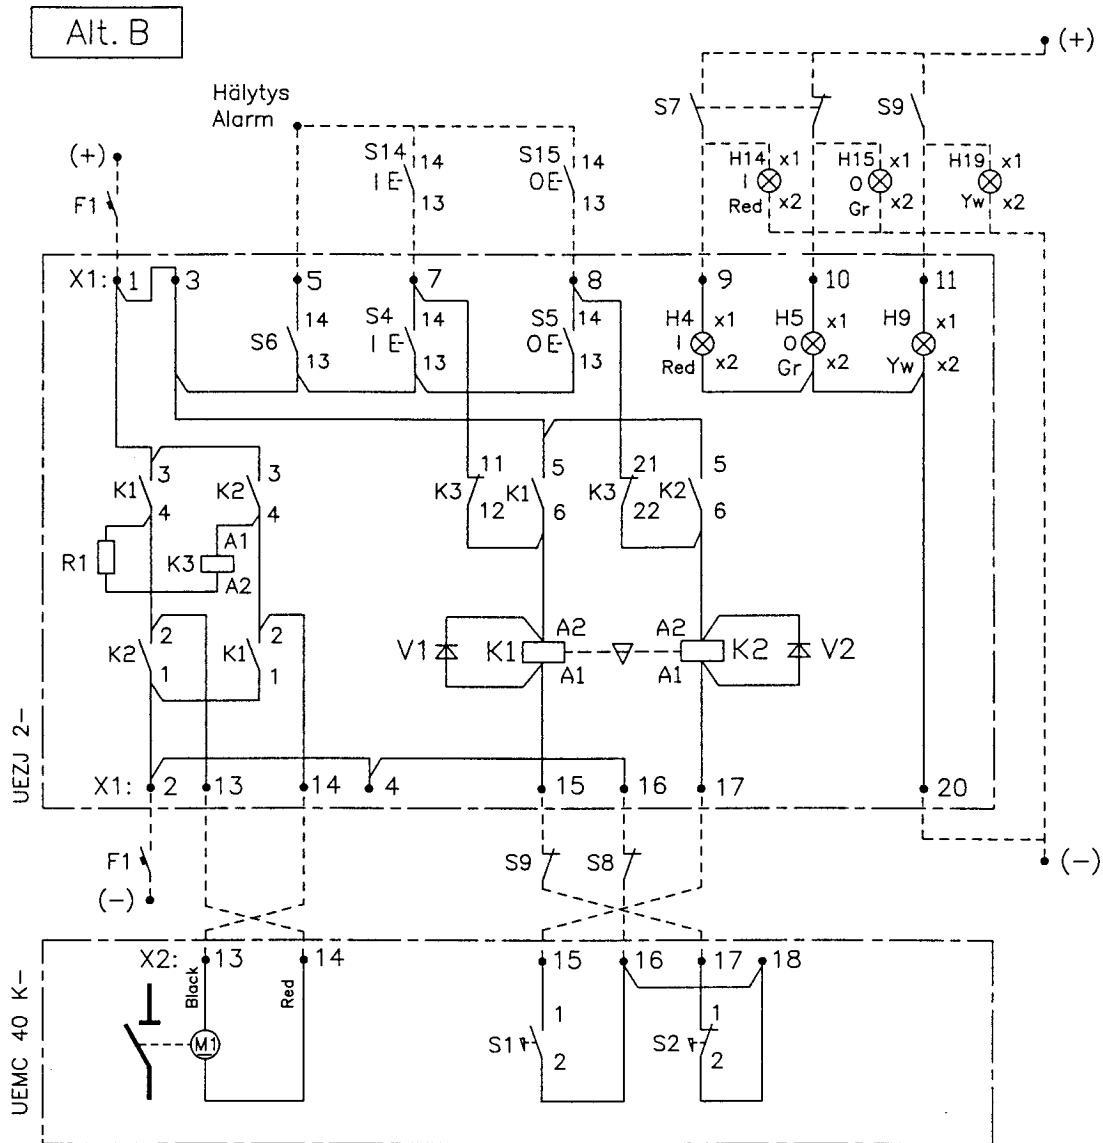 Alt. B
(+)
Hälytys
Alarm
S7
S9
(+)
S14
14
S15
14
H14
x1
H15
x1
H19
x1
F1
I E-
13
O E-
13
I
Red
x2
O
Gr
x2
Yw
x2
X1:
1
3
5
7
8
9
10
11
S6
14
13
S4
14
I E-
13
S5
14
O E-
13
H4
x1
I
Red
x2
H5
x1
O
Gr
x2
H9
x1
Yw
x2
K1
3
4
K2
3
4
K3
11
12
K1
5
6
K3
21
22
K2
5
6
R1
K3
A1
A2
K2
2
1
K1
2
1
V1
K1
A2
A1
A2
A1
K2
V2
UEZJ 2-
X1:
2
13
14
4
15
16
17
20
F1
(-)
S9
S8
(-)
X2:
13
14
15
16
17
18
Black
Red
M1
S1
1
2
S2
1
2
UEMC 40 K-